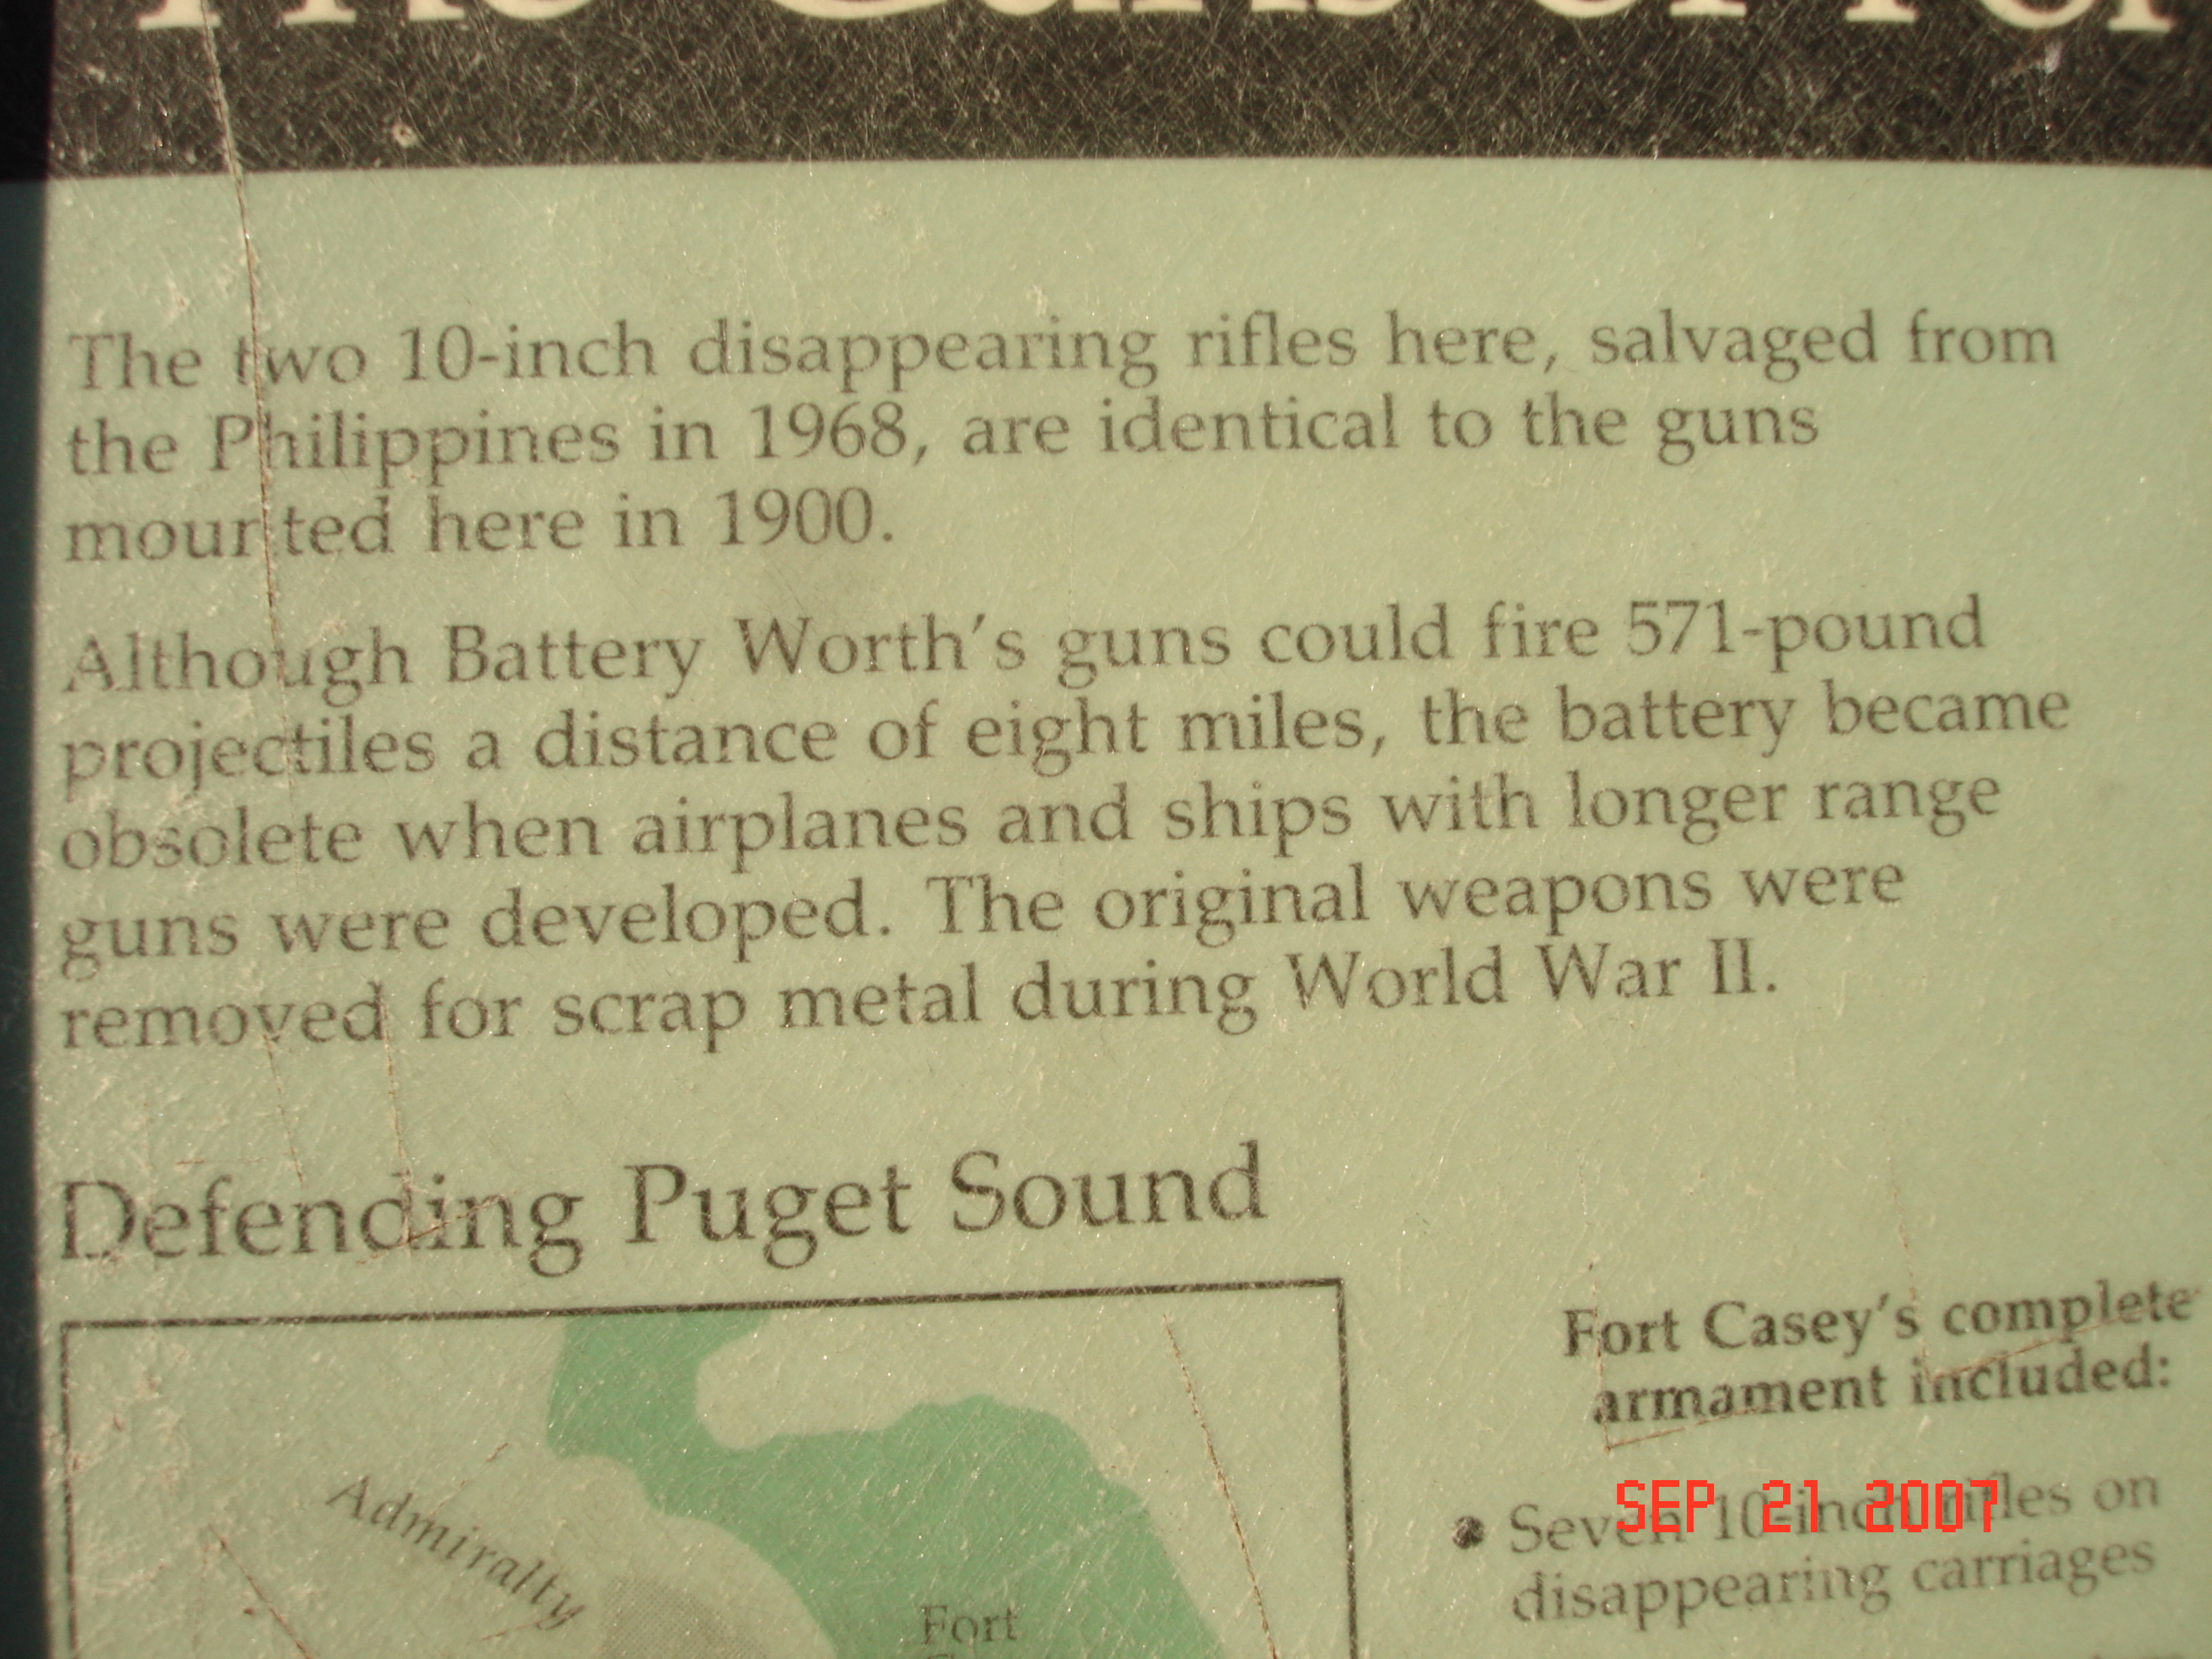 The Guns of
The two 10-inch disappearing rifles here, salvaged from
the Philippines in 1968, are identical to the guns
mounted here in 1900.
Although Battery Worth's guns could fire 571-pound
projectiles a distance of eight miles, the battery became
obsolete when airplanes and ships with longer range
guns were developed. The original weapons were
removed for scrap metal during World War II.
Defending Puget Sound
Admiralty
Fort
Fort Casey's complete
armament included:
• Seven 10-inch rifles on
disappearing carriages
SEP 21 2007